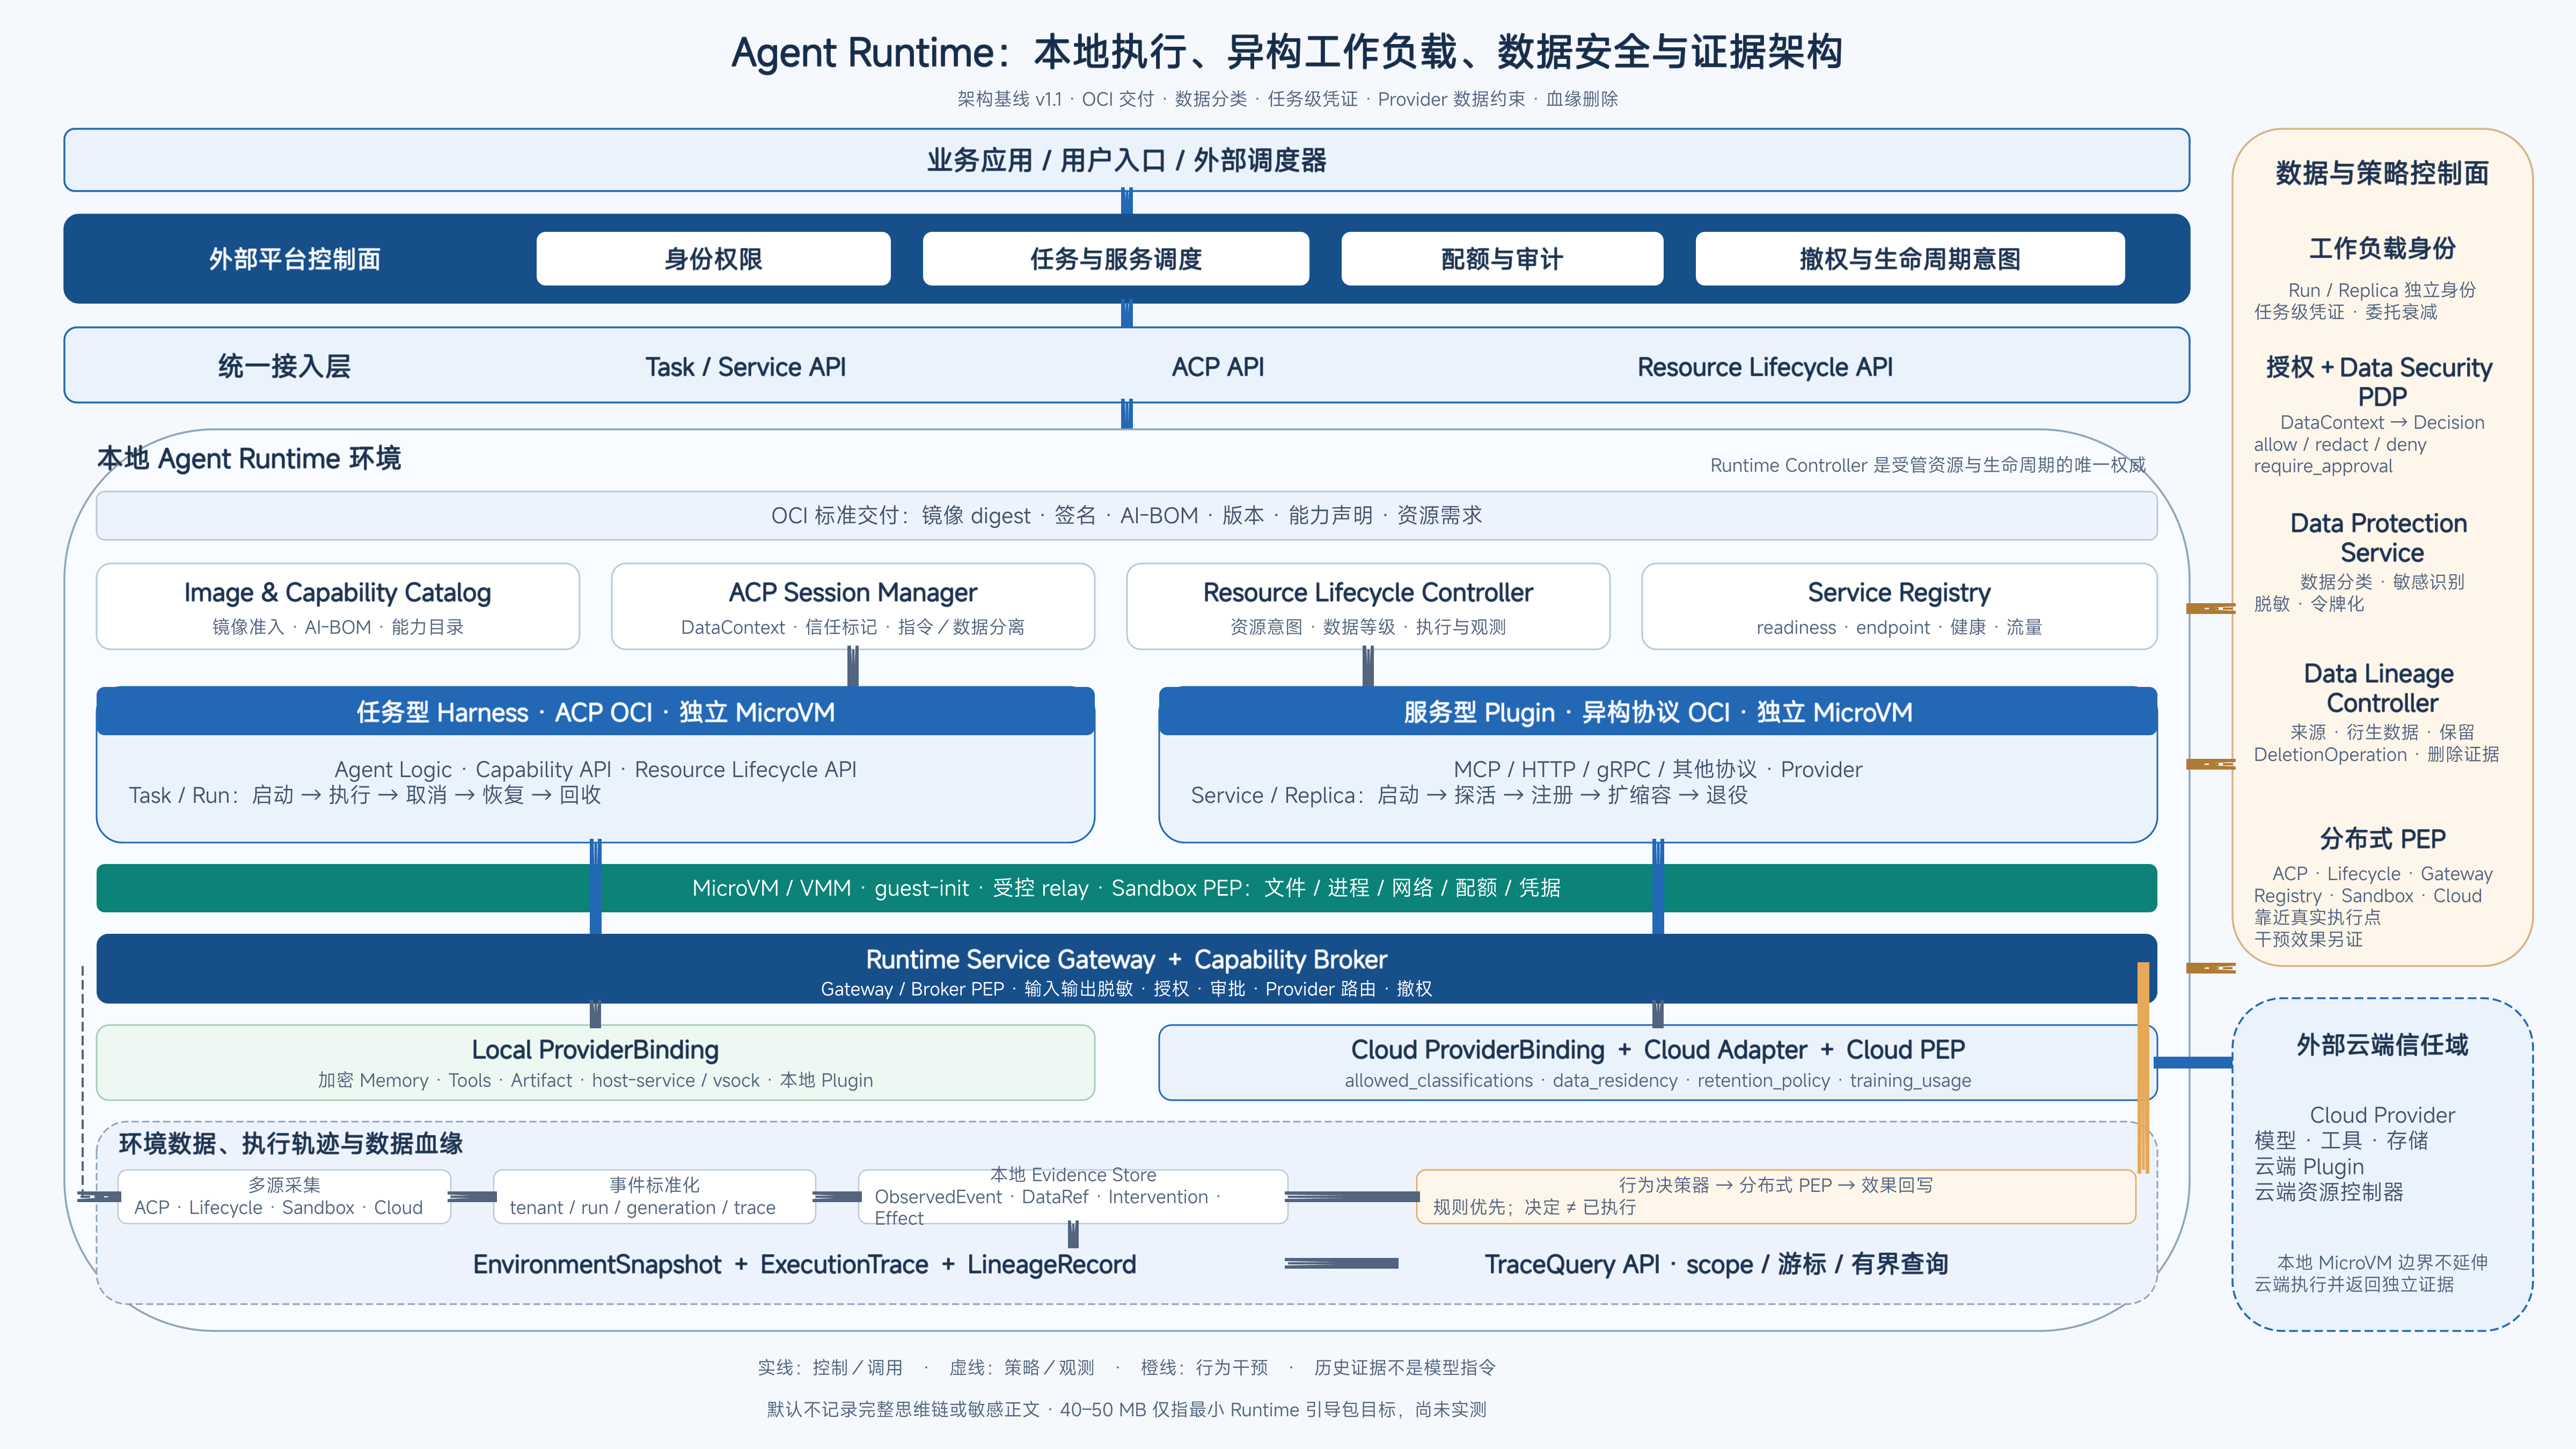 Agent Runtime：本地执行、异构工作负载、数据安全与证据架构
架构基线 v1.1 · OCI 交付 · 数据分类 · 任务级凭证 · Provider 数据约束 · 血缘删除
业务应用 / 用户入口 / 外部调度器
外部平台控制面
身份权限
任务与服务调度
配额与审计
撤权与生命周期意图
统一接入层
Task / Service API
ACP API
Resource Lifecycle API
本地 Agent Runtime 环境
Runtime Controller 是受管资源与生命周期的唯一权威
OCI 标准交付：镜像 digest · 签名 · AI-BOM · 版本 · 能力声明 · 资源需求
Image & Capability Catalog
镜像准入 · AI-BOM · 能力目录
ACP Session Manager
DataContext · 信任标记 · 指令／数据分离
Resource Lifecycle Controller
资源意图 · 数据等级 · 执行与观测
Service Registry
readiness · endpoint · 健康 · 流量
任务型 Harness · ACP OCI · 独立 MicroVM
Agent Logic · Capability API · Resource Lifecycle API
Task / Run：启动 → 执行 → 取消 → 恢复 → 回收
服务型 Plugin · 异构协议 OCI · 独立 MicroVM
MCP / HTTP / gRPC / 其他协议 · Provider
Service / Replica：启动 → 探活 → 注册 → 扩缩容 → 退役
MicroVM / VMM · guest-init · 受控 relay · Sandbox PEP：文件 / 进程 / 网络 / 配额 / 凭据
Runtime Service Gateway + Capability Broker
Gateway / Broker PEP · 输入输出脱敏 · 授权 · 审批 · Provider 路由 · 撤权
Local ProviderBinding
加密 Memory · Tools · Artifact · host-service / vsock · 本地 Plugin
Cloud ProviderBinding + Cloud Adapter + Cloud PEP
allowed_classifications · data_residency · retention_policy · training_usage
环境数据、执行轨迹与数据血缘
多源采集
ACP · Lifecycle · Sandbox · Cloud
事件标准化
tenant / run / generation / trace
本地 Evidence Store
ObservedEvent · DataRef · Intervention ·
Effect
行为决策器 → 分布式 PEP → 效果回写
规则优先；决定 ≠ 已执行
EnvironmentSnapshot + ExecutionTrace + LineageRecord
TraceQuery API · scope / 游标 / 有界查询
数据与策略控制面
工作负载身份
Run / Replica 独立身份
任务级凭证 · 委托衰减
授权 + Data Security
PDP
DataContext → Decision
allow / redact / deny
require_approval
Data Protection
Service
数据分类 · 敏感识别
脱敏 · 令牌化
Data Lineage
Controller
来源 · 衍生数据 · 保留
DeletionOperation · 删除证据
分布式 PEP
ACP · Lifecycle · Gateway
Registry · Sandbox · Cloud
靠近真实执行点
干预效果另证
外部云端信任域
Cloud Provider
模型 · 工具 · 存储
云端 Plugin
云端资源控制器
本地 MicroVM 边界不延伸
云端执行并返回独立证据
实线：控制／调用 · 虚线：策略／观测 · 橙线：行为干预 · 历史证据不是模型指令
默认不记录完整思维链或敏感正文 · 40–50 MB 仅指最小 Runtime 引导包目标，尚未实测